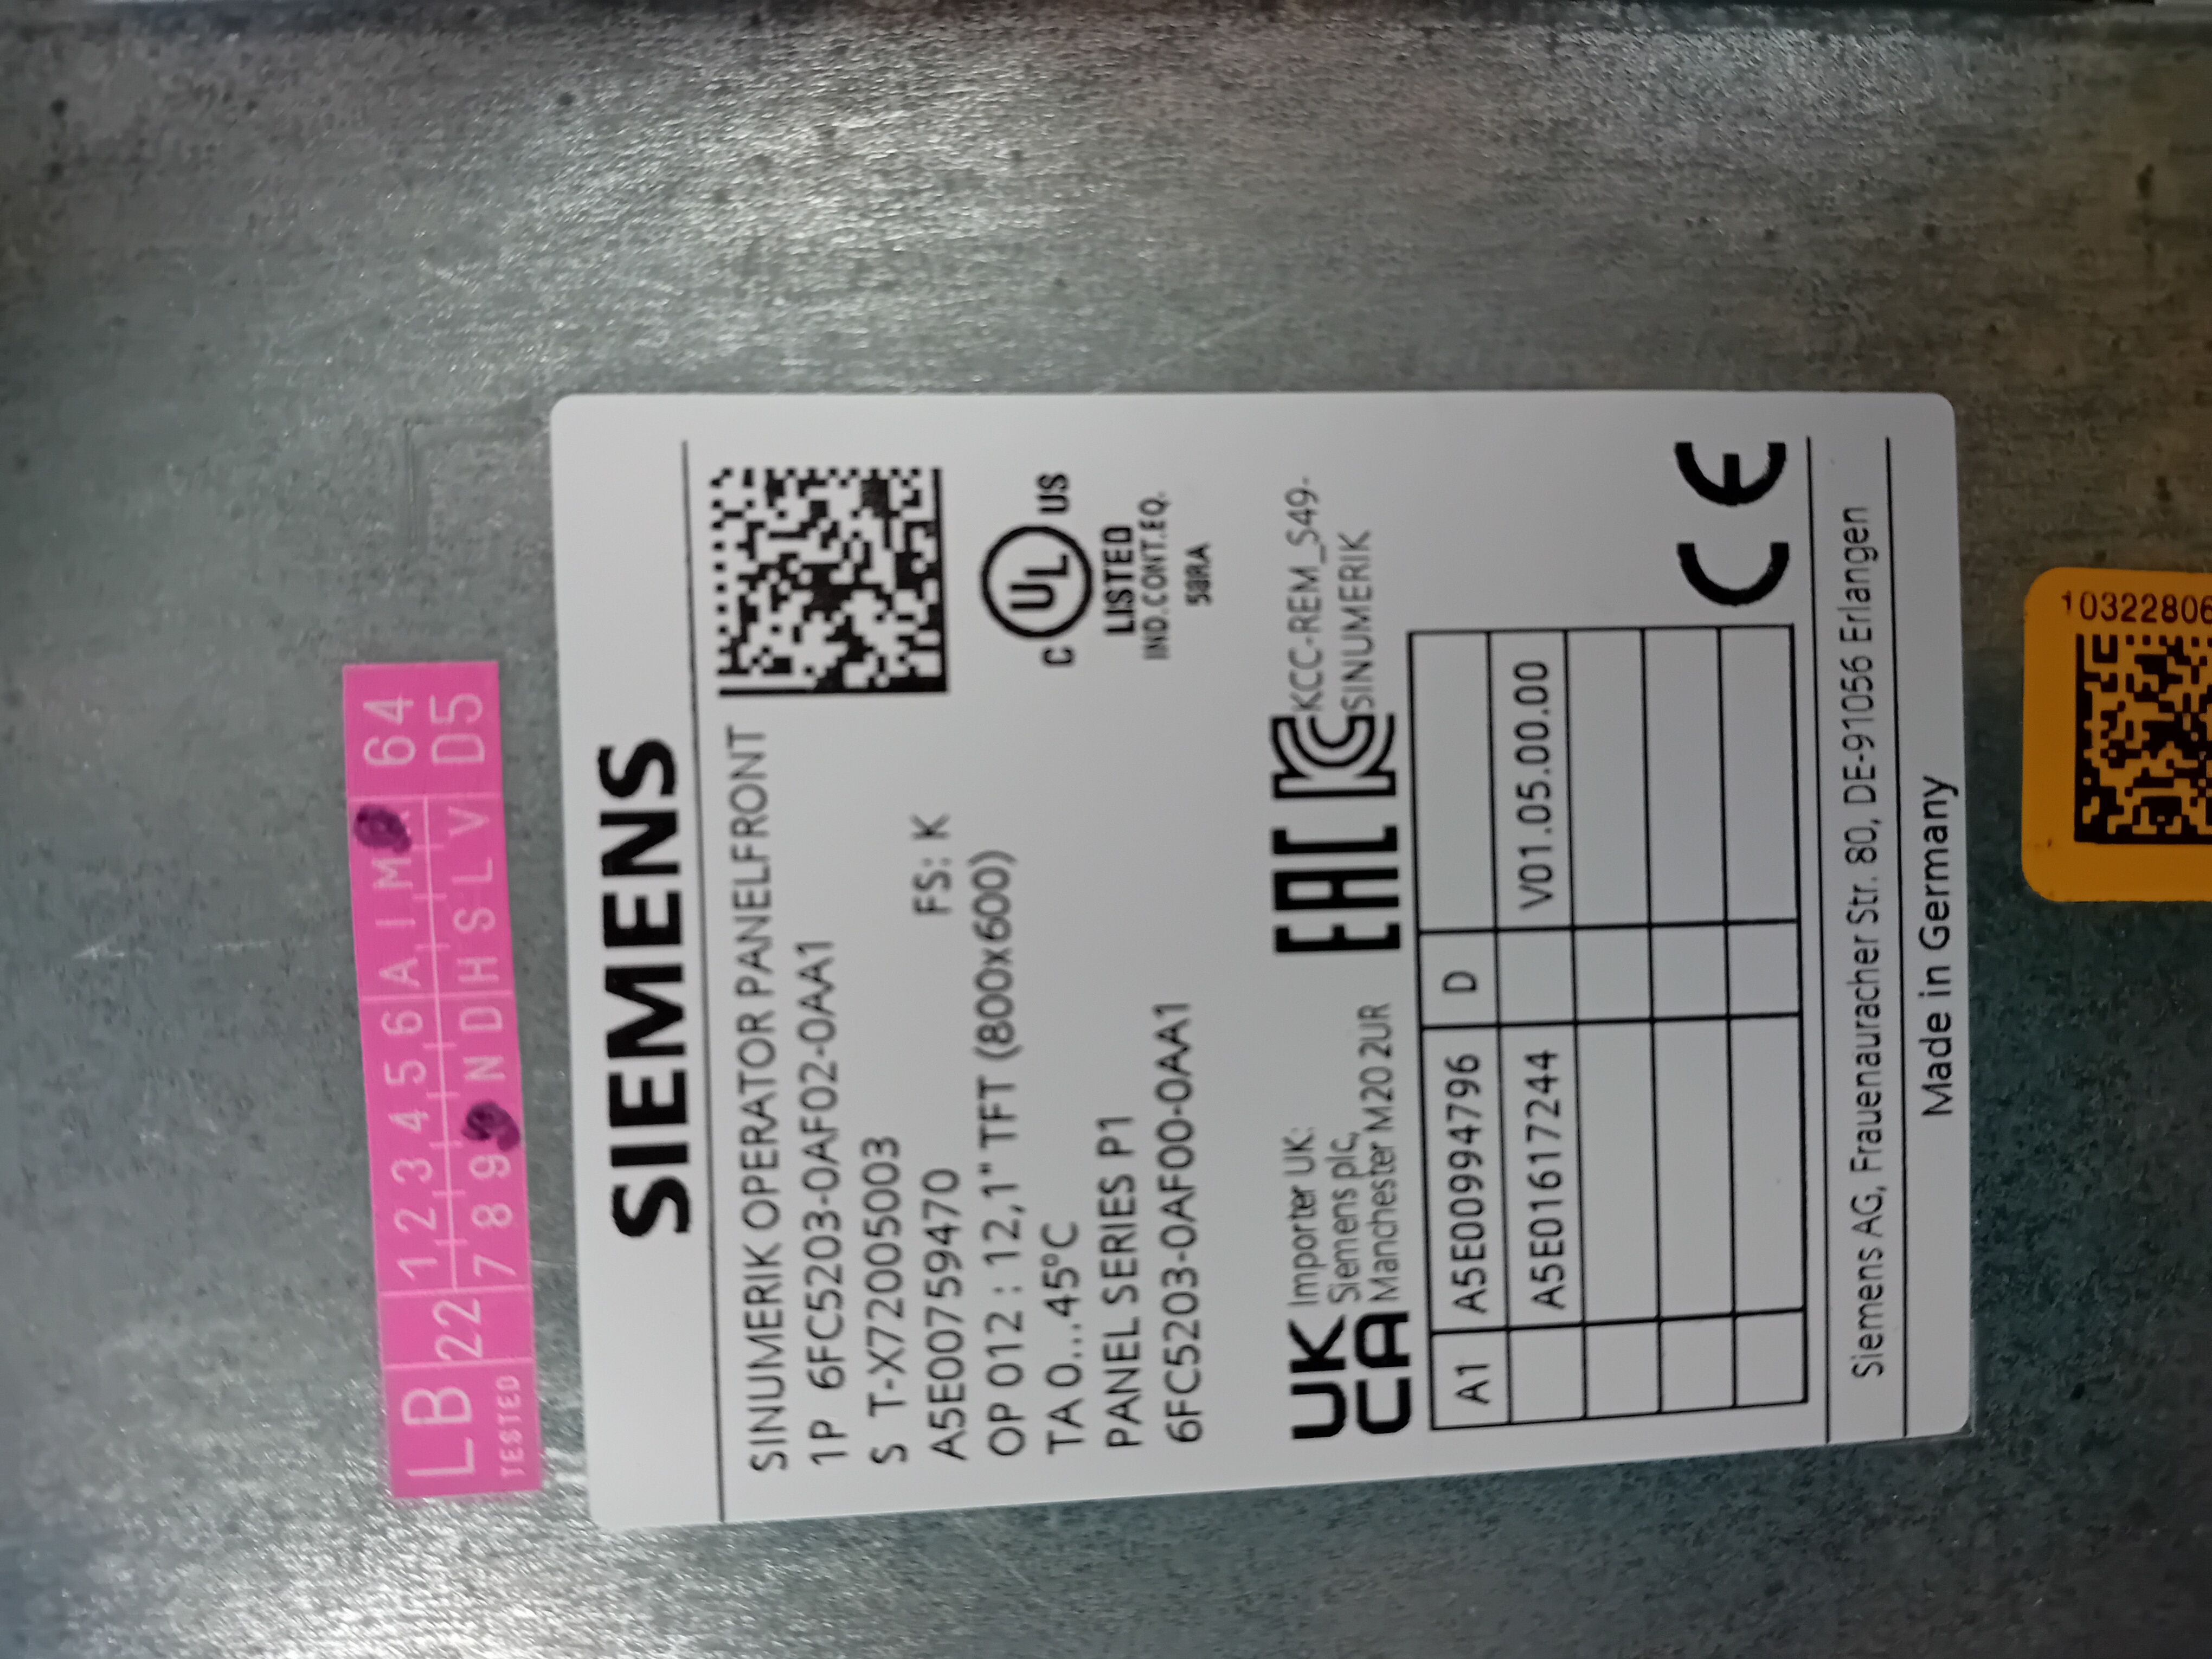 LB 22 1 2 3 4 5 6 A I M 64
TESTED 7 8 9 N D H S L V D5
SIEMENS
SINUMERIK OPERATOR PANELFRONT
1P 6FC5203-0AF02-0AA1
S T-X72005003
A5E00759470 FS: K
OP 012 : 12,1" TFT (800x600)
TA 0...45°C
PANEL SERIES P1
6FC5203-0AF00-0AA1
C UL US
LISTED
IND.CONT.EQ.
58RA
UK CA
Importer UK:
Siemens plc,
Manchester M20 2UR
EAC
KCC-REM_S49-
SINUMERIK
A1 A5E00994796 D
A5E01617244 V01.05.00.00
CE
Siemens AG, Frauenauracher Str. 80, DE-91056 Erlangen
Made in Germany
10322806